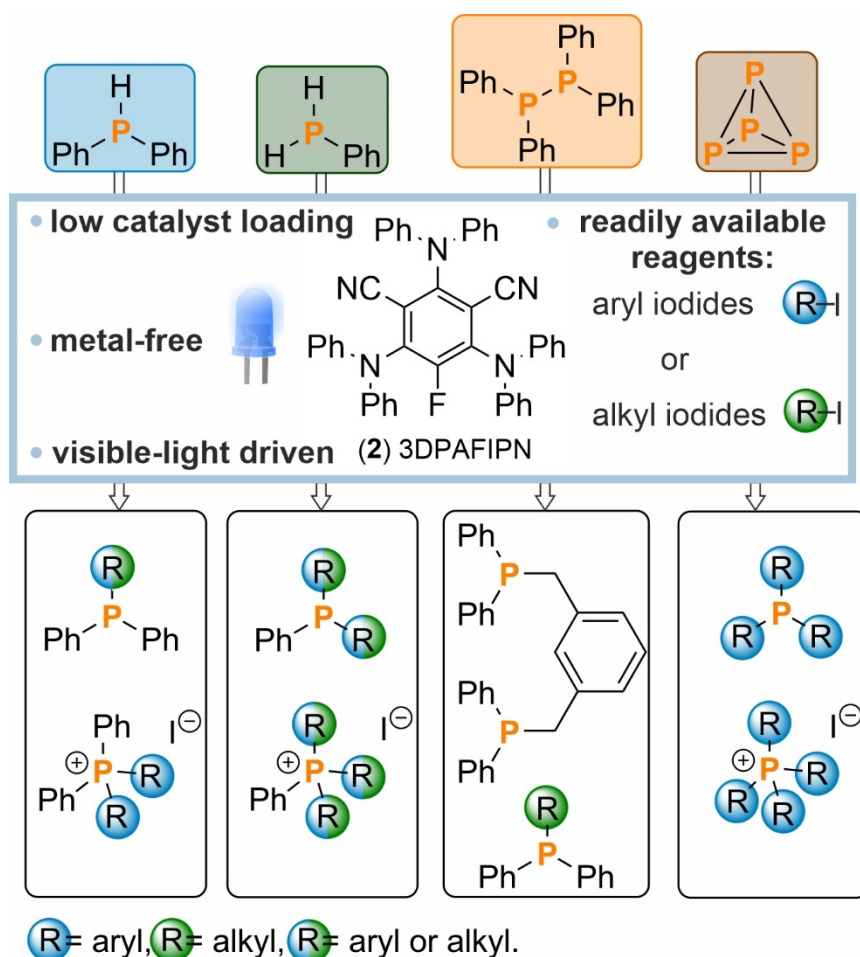 H
P
Ph Ph
H
P
H Ph
Ph
Ph P
P Ph
Ph
P
P
P P
• low catalyst loading
• metal-free
• visible-light driven
Ph N Ph
NC CN
Ph N N Ph
Ph F Ph
(2) 3DPAFIPN
• readily available
reagents:
aryl iodides R-I
or
alkyl iodides R-I
R
P
Ph Ph
Ph I⊖
⊕ P R
Ph R
R
P
Ph R
R I⊖
⊕ P R
Ph R
Ph
P
Ph
Ph
P
Ph
R
P
Ph Ph
R
P
R R
R I⊖
⊕ P
R R R
R= aryl, R= alkyl, R= aryl or alkyl.